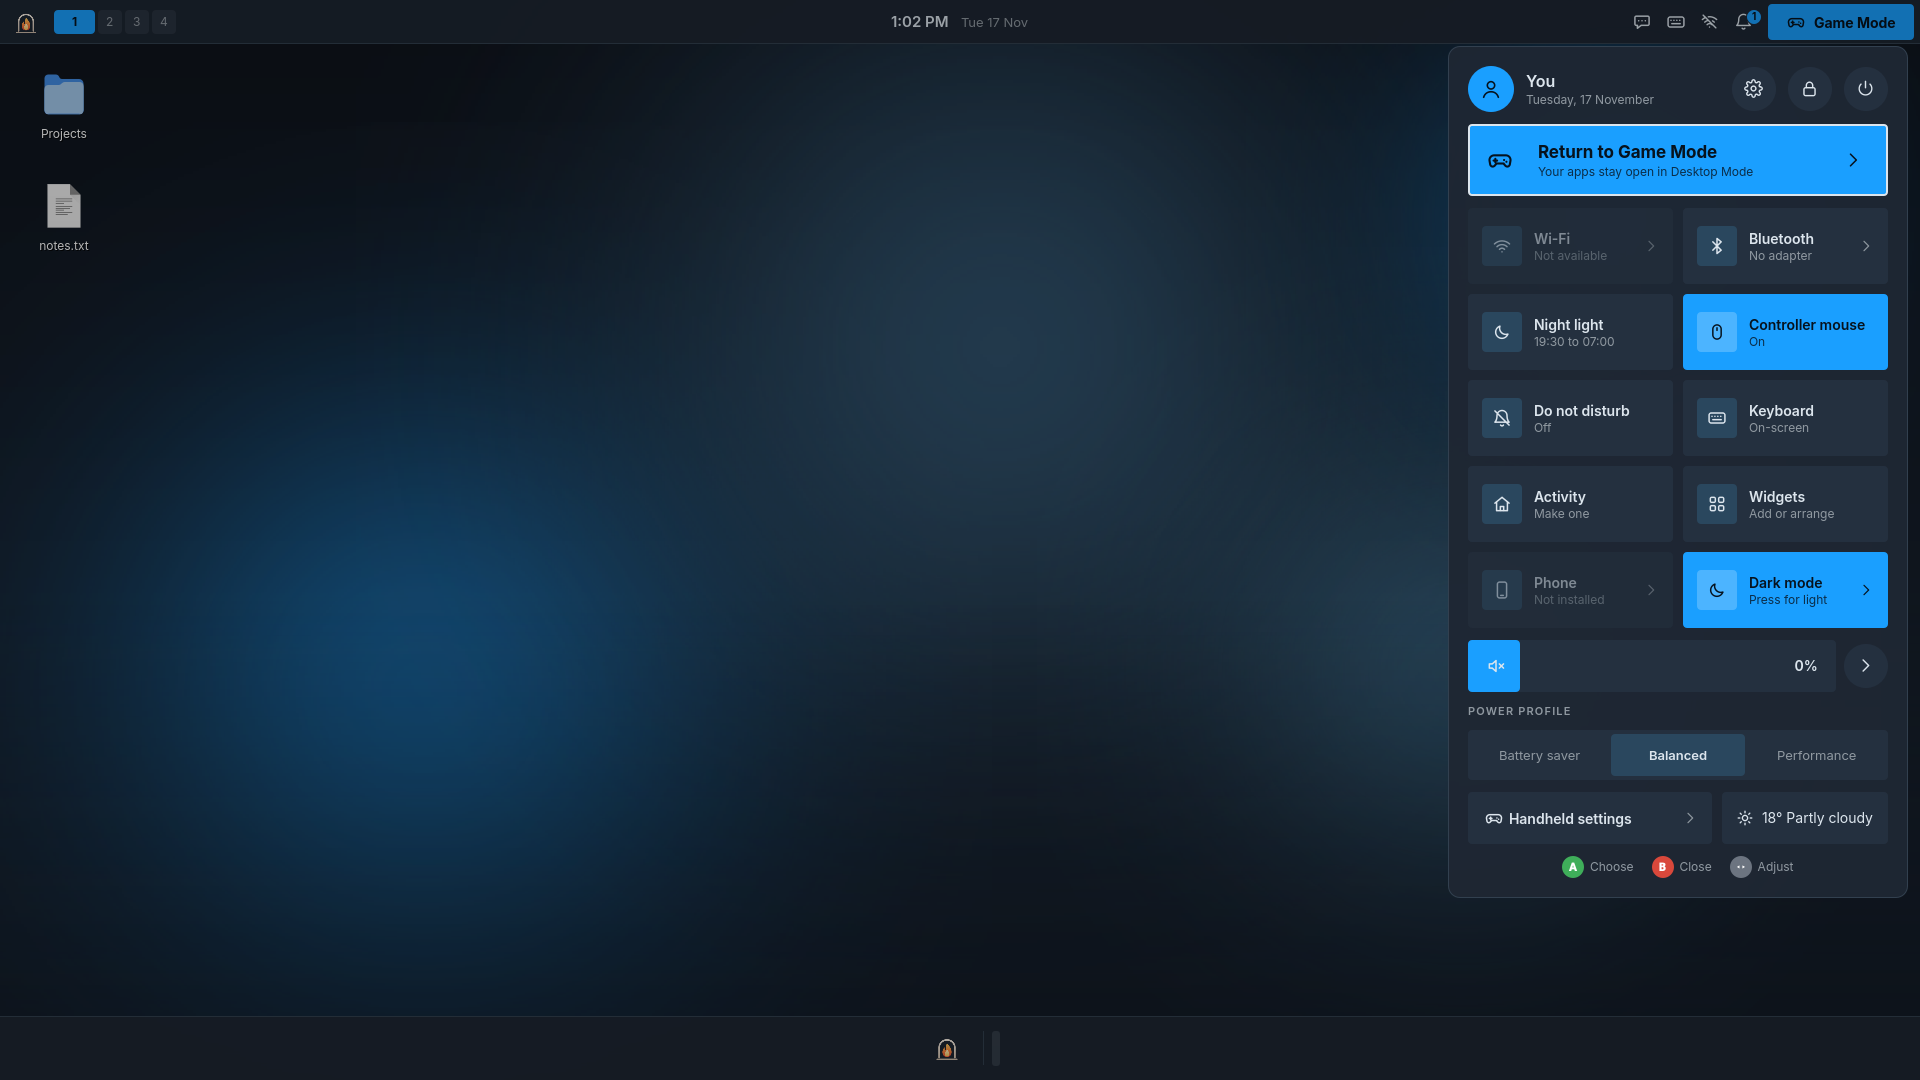 1
2
3
4
1:02 PM
Tue 17 Nov
1
Game Mode
Projects
notes.txt
You
Tuesday, 17 November
Return to Game Mode
Your apps stay open in Desktop Mode
Wi-Fi
Not available
Bluetooth
No adapter
Night light
19:30 to 07:00
Controller mouse
On
Do not disturb
Off
Keyboard
On-screen
Activity
Make one
Widgets
Add or arrange
Phone
Not installed
Dark mode
Press for light
0%
POWER PROFILE
Battery saver
Balanced
Performance
Handheld settings
18° Partly cloudy
A Choose
B Close
Adjust